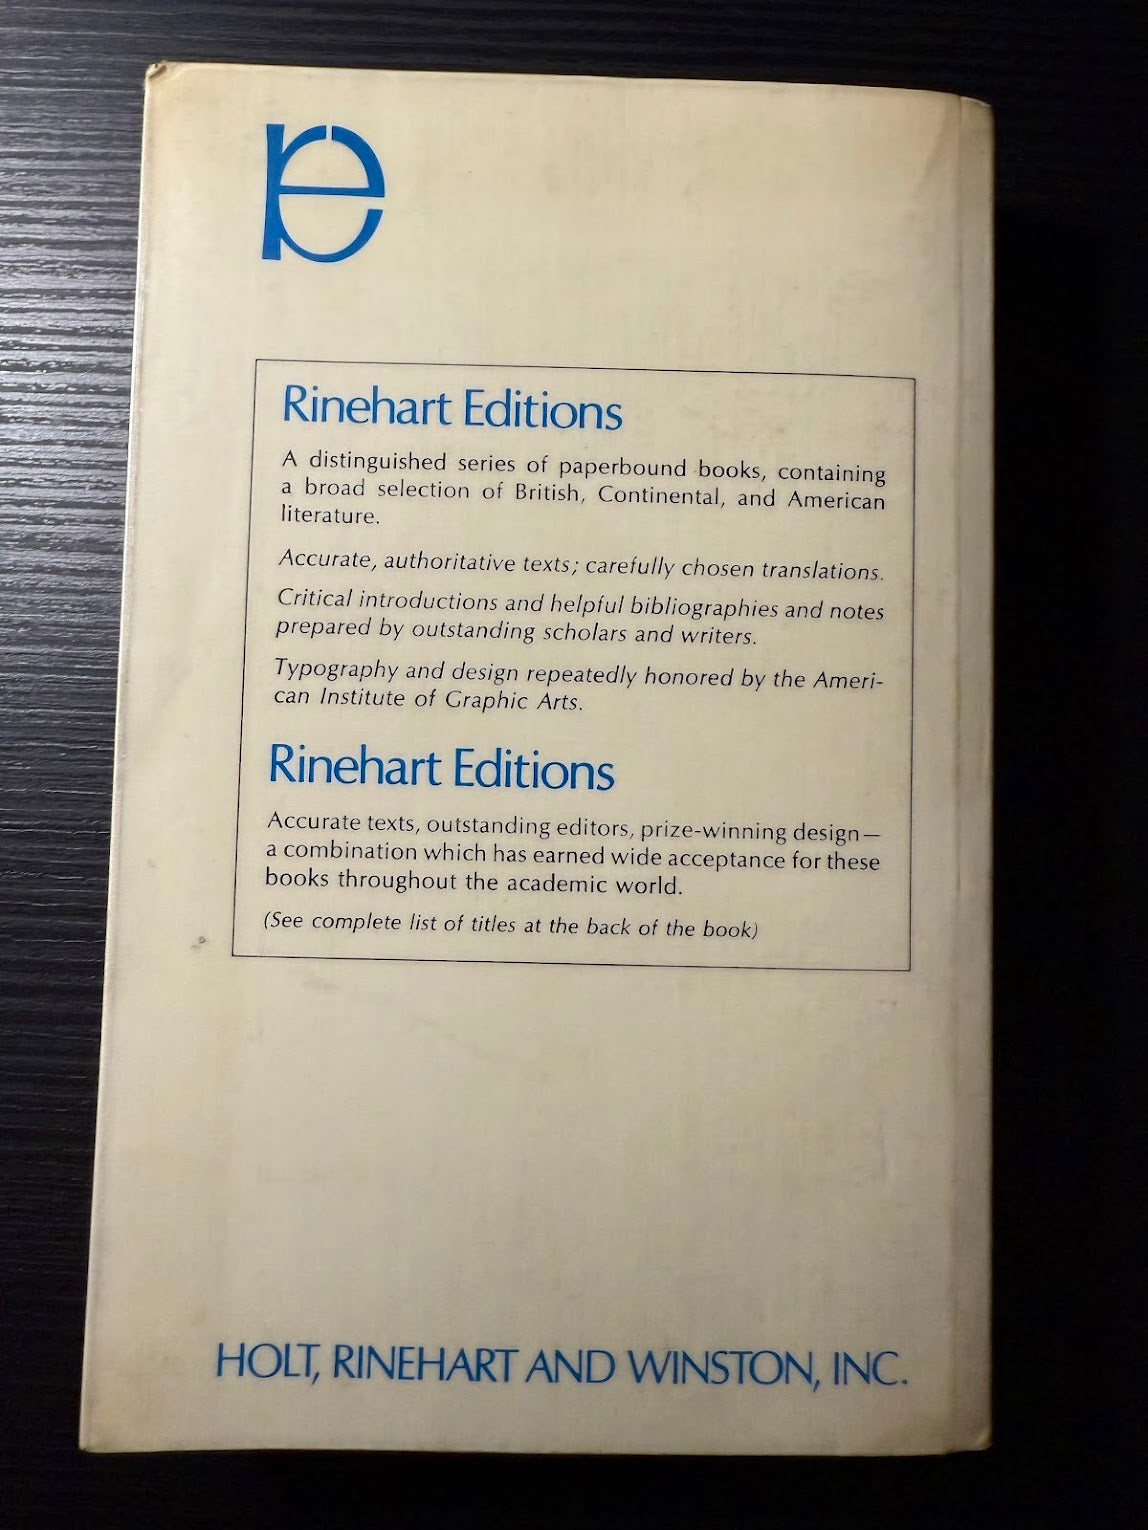 re
Rinehart Editions
A distinguished series of paperbound books, containing
a broad selection of British, Continental, and American
literature.
Accurate, authoritative texts; carefully chosen translations.
Critical introductions and helpful bibliographies and notes
prepared by outstanding scholars and writers.
Typography and design repeatedly honored by the Ameri-
can Institute of Graphic Arts.
Rinehart Editions
Accurate texts, outstanding editors, prize-winning design—
a combination which has earned wide acceptance for these
books throughout the academic world.
(See complete list of titles at the back of the book)
HOLT, RINEHART AND WINSTON, INC.